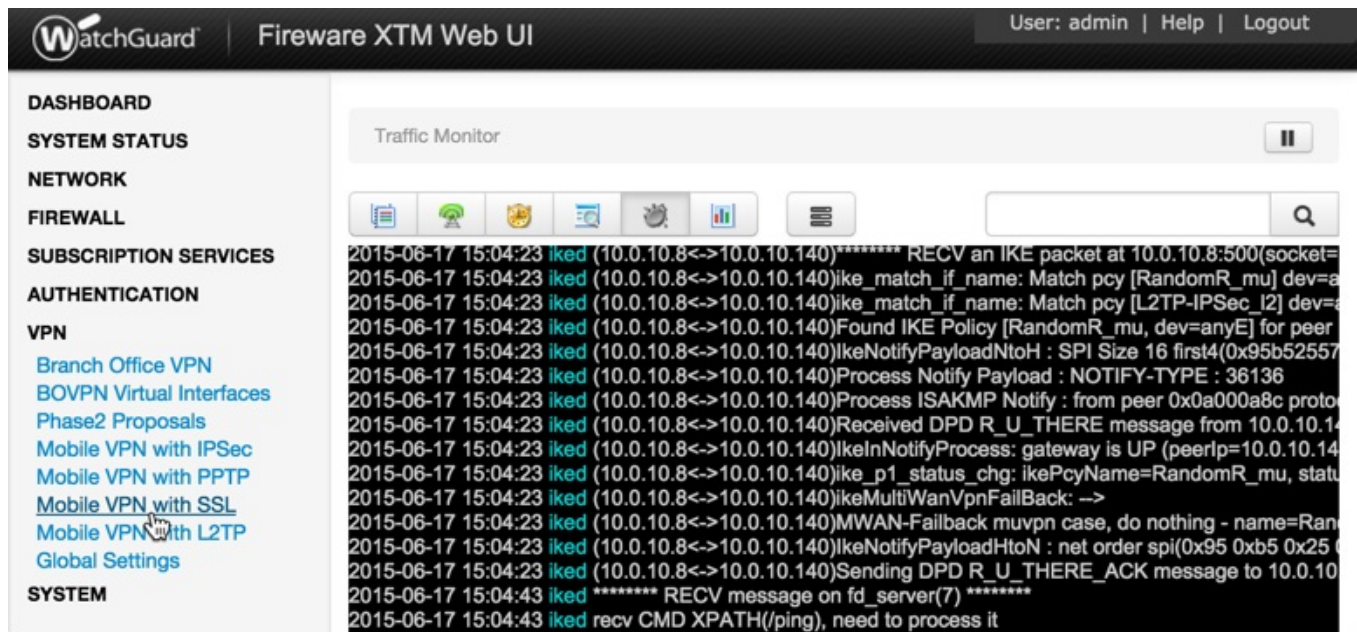 WatchGuard Fireware XTM Web UI User: admin | Help | Logout
DASHBOARD
SYSTEM STATUS
NETWORK
FIREWALL
SUBSCRIPTION SERVICES
AUTHENTICATION
VPN
Branch Office VPN
BOVPN Virtual Interfaces
Phase2 Proposals
Mobile VPN with IPSec
Mobile VPN with PPTP
Mobile VPN with SSL
Mobile VPN with L2TP
Global Settings
SYSTEM
Traffic Monitor
2015-06-17 15:04:23 iked (10.0.10.8<->10.0.10.140)******** RECV an IKE packet at 10.0.10.8:500(socket=
2015-06-17 15:04:23 iked (10.0.10.8<->10.0.10.140)ike_match_if_name: Match pcy [RandomR_mu] dev=a
2015-06-17 15:04:23 iked (10.0.10.8<->10.0.10.140)ike_match_if_name: Match pcy [L2TP-IPSec_l2] dev=a
2015-06-17 15:04:23 iked (10.0.10.8<->10.0.10.140)Found IKE Policy [RandomR_mu, dev=anyE] for peer
2015-06-17 15:04:23 iked (10.0.10.8<->10.0.10.140)IkeNotifyPayloadNtoH : SPI Size 16 first4(0x95b52557
2015-06-17 15:04:23 iked (10.0.10.8<->10.0.10.140)Process Notify Payload : NOTIFY-TYPE : 36136
2015-06-17 15:04:23 iked (10.0.10.8<->10.0.10.140)Process ISAKMP Notify : from peer 0x0a000a8c proto
2015-06-17 15:04:23 iked (10.0.10.8<->10.0.10.140)Received DPD R_U_THERE message from 10.0.10.14
2015-06-17 15:04:23 iked (10.0.10.8<->10.0.10.140)IkeInNotifyProcess: gateway is UP (peerIp=10.0.10.14
2015-06-17 15:04:23 iked (10.0.10.8<->10.0.10.140)ike_p1_status_chg: ikePcyName=RandomR_mu, statu
2015-06-17 15:04:23 iked (10.0.10.8<->10.0.10.140)ikeMultiWanVpnFailBack: -->
2015-06-17 15:04:23 iked (10.0.10.8<->10.0.10.140)MWAN-Failback muvpn case, do nothing - name=Ran
2015-06-17 15:04:23 iked (10.0.10.8<->10.0.10.140)IkeNotifyPayloadHtoN : net order spi(0x95 0xb5 0x25
2015-06-17 15:04:23 iked (10.0.10.8<->10.0.10.140)Sending DPD R_U_THERE_ACK message to 10.0.10
2015-06-17 15:04:43 iked ******** RECV message on fd_server(7) ********
2015-06-17 15:04:43 iked recv CMD XPATH(/ping), need to process it